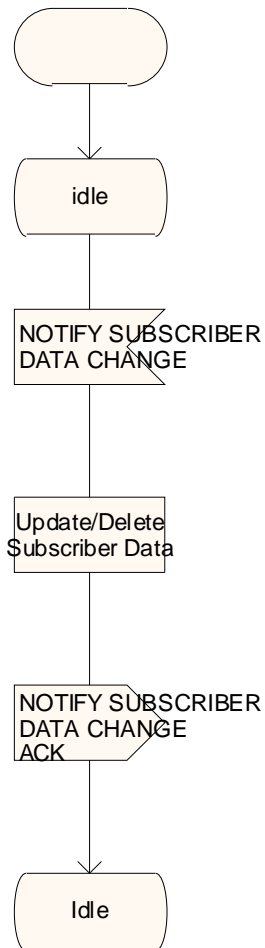 idle
NOTIFY SUBSCRIBER
DATA CHANGE
Update/Delete
Subscriber Data
NOTIFY SUBSCRIBER
DATA CHANGE
ACK
Idle